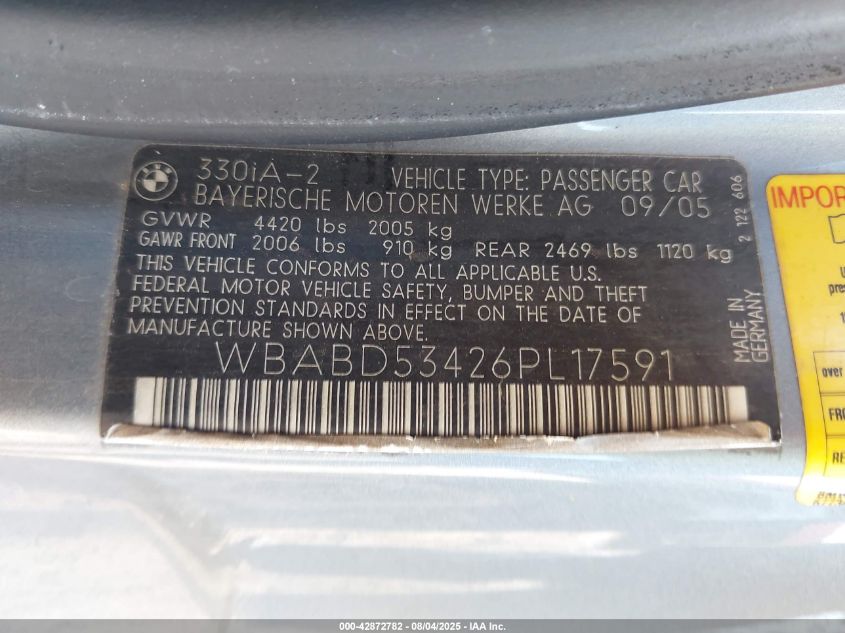 330iA-2 VEHICLE TYPE: PASSENGER CAR
BAYERISCHE MOTOREN WERKE AG 09/05
GVWR 4420 lbs 2005 kg
GAWR FRONT 2006 lbs 910 kg REAR 2469 lbs 1120 kg
THIS VEHICLE CONFORMS TO ALL APPLICABLE U.S.
FEDERAL MOTOR VEHICLE SAFETY, BUMPER AND THEFT
PREVENTION STANDARDS IN EFFECT ON THE DATE OF
MANUFACTURE SHOWN ABOVE.
WBABD53426PL17591
2 122 606
MADE IN
GERMANY
over
000-42872782 - 08/04/2025 - IAA Inc.